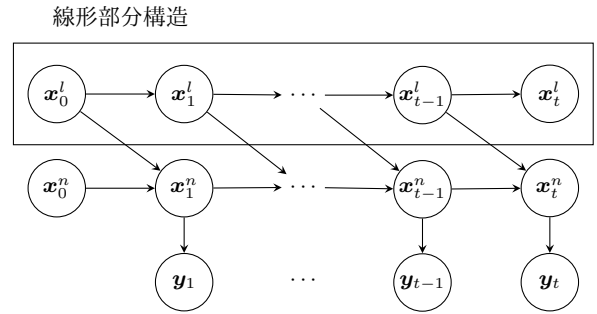 線形部分構造
x_0^l x_1^l ⋯ x_{t−1}^l x_t^l
x_0^n x_1^n ⋯ x_{t−1}^n x_t^n
y_1 ⋯ y_{t−1} y_t